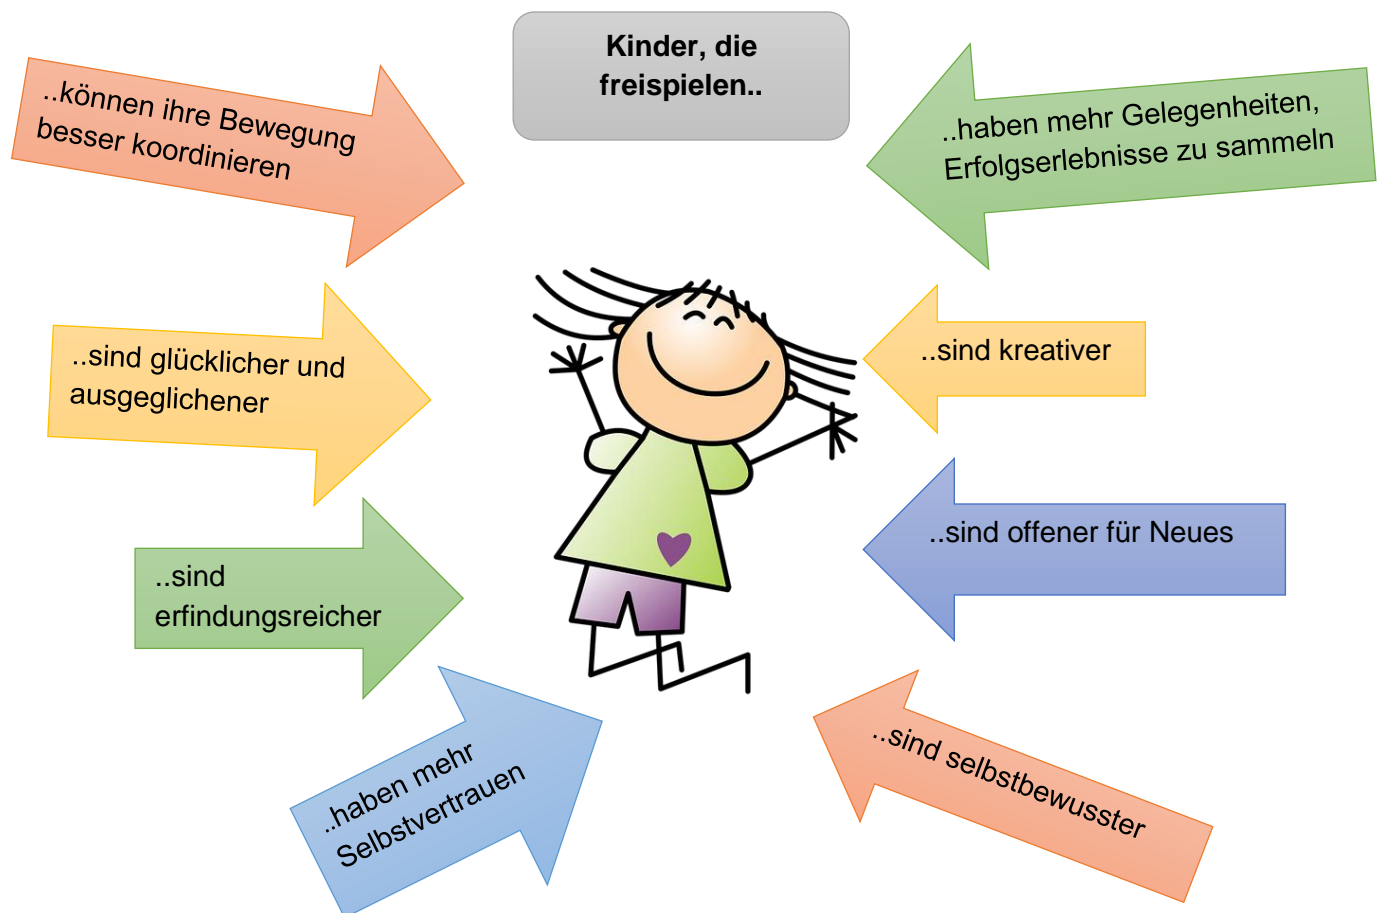 Kinder, die
freispielen..
..können ihre Bewegung
besser koordinieren
..haben mehr Gelegenheiten,
Erfolgserlebnisse zu sammeln
..sind glücklicher und
ausgeglichener
..sind kreativer
..sind offener für Neues
..sind
erfindungsreicher
..haben mehr
Selbstvertrauen
..sind selbstbewusster